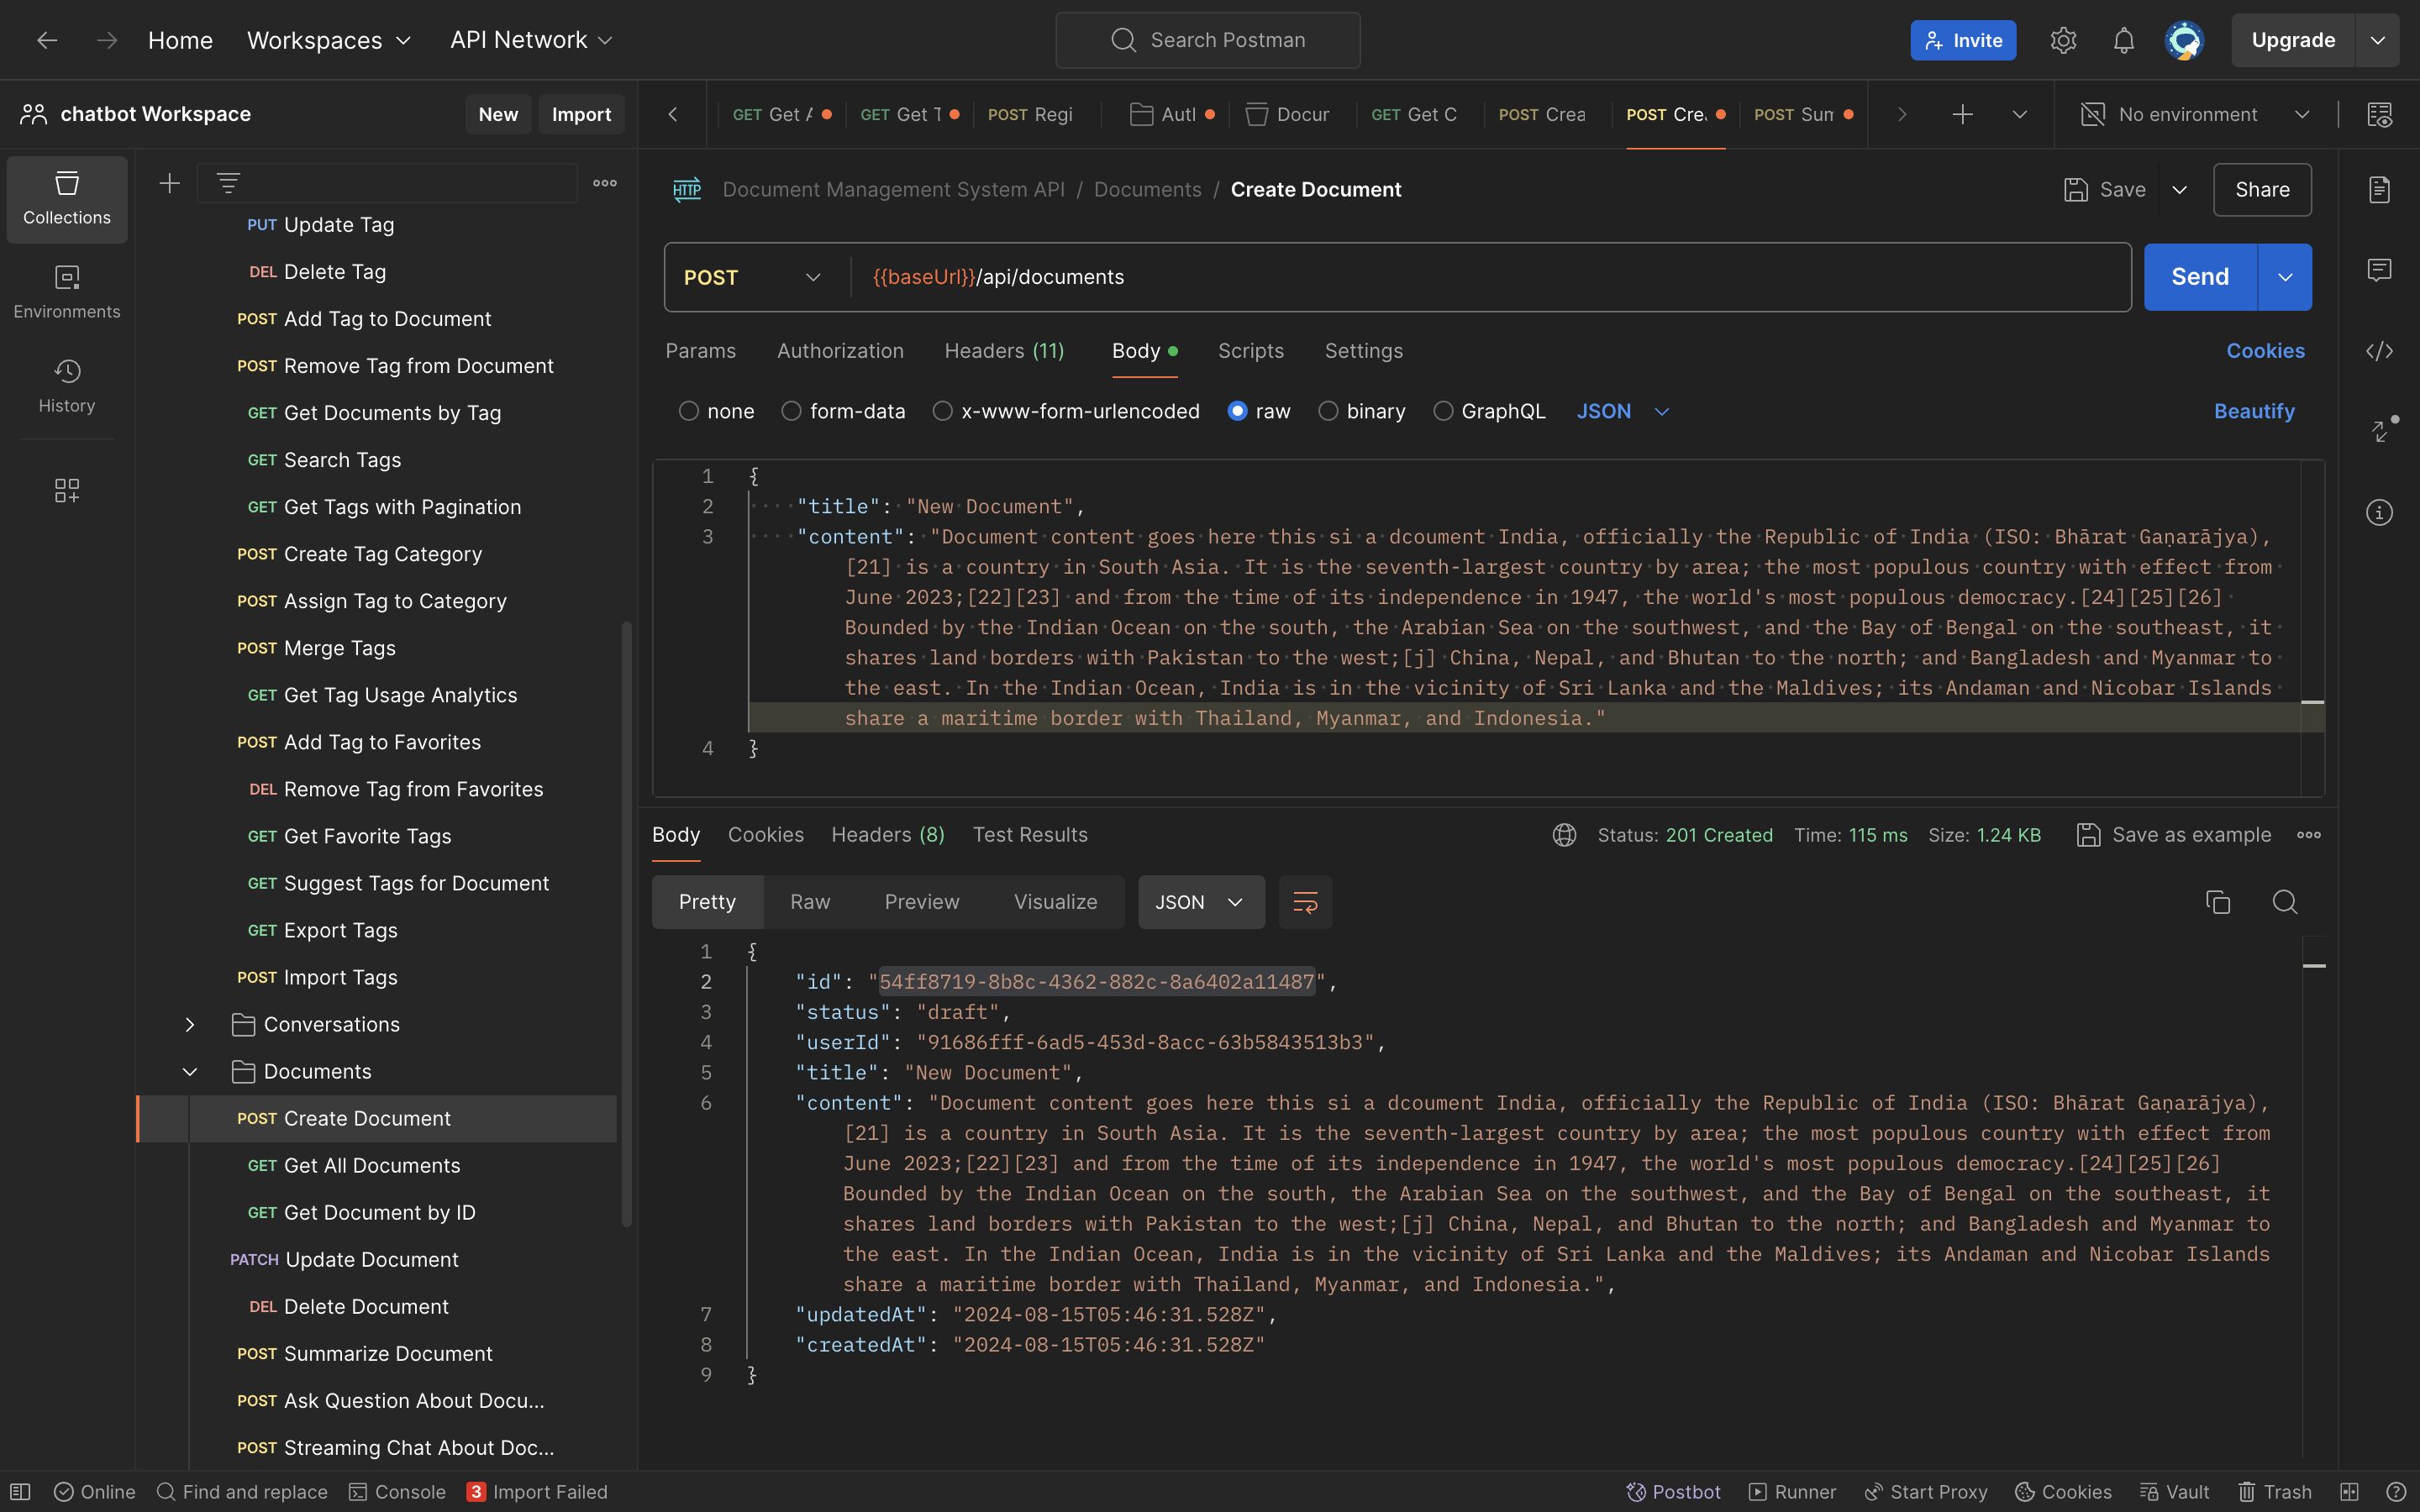 Home Workspaces API Network Search Postman Invite Upgrade
chatbot Workspace New Import
GET Get A GET Get T POST Regi Autl Docur GET Get C POST Crea POST Cre. POST Sum No environment
Collections
Environments
History
PUT Update Tag
DEL Delete Tag
POST Add Tag to Document
POST Remove Tag from Document
GET Get Documents by Tag
GET Search Tags
GET Get Tags with Pagination
POST Create Tag Category
POST Assign Tag to Category
POST Merge Tags
GET Get Tag Usage Analytics
POST Add Tag to Favorites
DEL Remove Tag from Favorites
GET Get Favorite Tags
GET Suggest Tags for Document
GET Export Tags
POST Import Tags
Conversations
Documents
POST Create Document
GET Get All Documents
GET Get Document by ID
PATCH Update Document
DEL Delete Document
POST Summarize Document
POST Ask Question About Docu...
POST Streaming Chat About Doc...
HTTP Document Management System API / Documents / Create Document Save Share
POST {{baseUrl}}/api/documents Send
Params Authorization Headers (11) Body Scripts Settings Cookies
none form-data x-www-form-urlencoded raw binary GraphQL JSON Beautify
1 {
2 "title": "New Document",
3 "content": "Document content goes here this si a dcoument India, officially the Republic of India (ISO: Bhārat Gaṇarājya),
[21] is a country in South Asia. It is the seventh-largest country by area; the most populous country with effect from
June 2023;[22][23] and from the time of its independence in 1947, the world's most populous democracy.[24][25][26]
Bounded by the Indian Ocean on the south, the Arabian Sea on the southwest, and the Bay of Bengal on the southeast, it
shares land borders with Pakistan to the west;[j] China, Nepal, and Bhutan to the north; and Bangladesh and Myanmar to
the east. In the Indian Ocean, India is in the vicinity of Sri Lanka and the Maldives; its Andaman and Nicobar Islands
share a maritime border with Thailand, Myanmar, and Indonesia."
4 }
Body Cookies Headers (8) Test Results Status: 201 Created Time: 115 ms Size: 1.24 KB Save as example
Pretty Raw Preview Visualize JSON
1 {
2 "id": "54ff8719-8b8c-4362-882c-8a6402a11487",
3 "status": "draft",
4 "userId": "91686fff-6ad5-453d-8acc-63b5843513b3",
5 "title": "New Document",
6 "content": "Document content goes here this si a dcoument India, officially the Republic of India (ISO: Bhārat Gaṇarājya),
[21] is a country in South Asia. It is the seventh-largest country by area; the most populous country with effect from
June 2023;[22][23] and from the time of its independence in 1947, the world's most populous democracy.[24][25][26]
Bounded by the Indian Ocean on the south, the Arabian Sea on the southwest, and the Bay of Bengal on the southeast, it
shares land borders with Pakistan to the west;[j] China, Nepal, and Bhutan to the north; and Bangladesh and Myanmar to
the east. In the Indian Ocean, India is in the vicinity of Sri Lanka and the Maldives; its Andaman and Nicobar Islands
share a maritime border with Thailand, Myanmar, and Indonesia.",
7 "updatedAt": "2024-08-15T05:46:31.528Z",
8 "createdAt": "2024-08-15T05:46:31.528Z"
9 }
Online Find and replace Console 3 Import Failed Postbot Runner Start Proxy Cookies Vault Trash